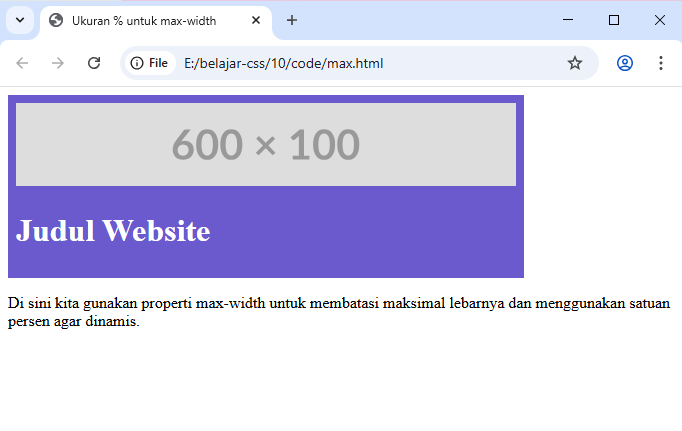 Ukuran % untuk max-width
File
E:/belajar-css/10/code/max.html
600 × 100
Judul Website
Di sini kita gunakan properti max-width untuk membatasi maksimal lebarnya dan menggunakan satuan
persen agar dinamis.